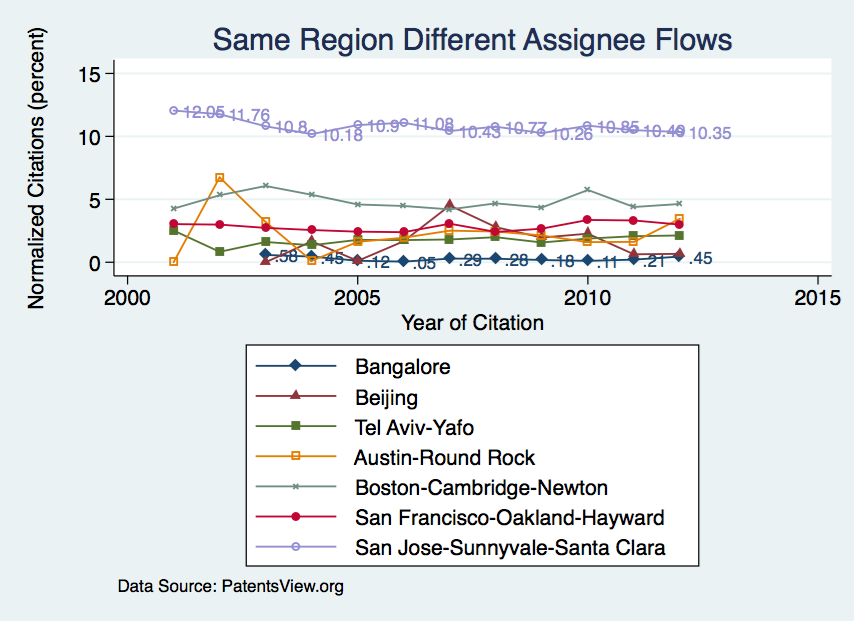 Same Region Different Assignee Flows
Normalized Citations (percent)
15
10
5
0
12.05
11.76
10.8
10.18
10.9
11.08
10.43
10.77
10.26
10.85
10.49
10.35
.58
.45
.12
.05
.29
.28
.18
.11
.21
.45
2000
2005
2010
2015
Year of Citation
Bangalore
Beijing
Tel Aviv-Yafo
Austin-Round Rock
Boston-Cambridge-Newton
San Francisco-Oakland-Hayward
San Jose-Sunnyvale-Santa Clara
Data Source: PatentsView.org